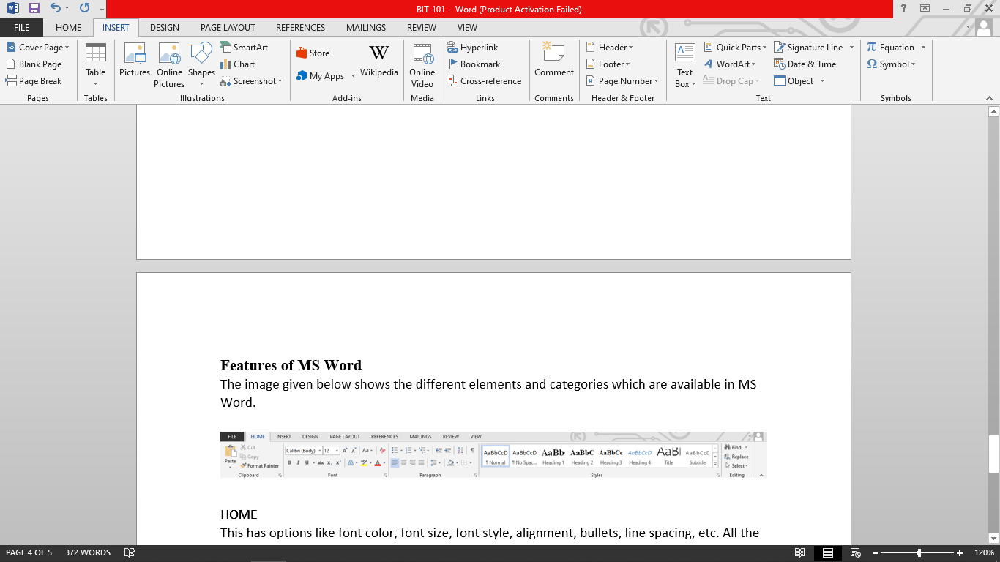 BIT-101 - Word (Product Activation Failed)
FILE HOME INSERT DESIGN PAGE LAYOUT REFERENCES MAILINGS REVIEW VIEW
Cover Page
Blank Page
Page Break
Pages
Table
Tables
Pictures
Online Pictures
Shapes
SmartArt
Chart
Screenshot
Illustrations
Store
My Apps
Wikipedia
Add-ins
Online Video
Media
Hyperlink
Bookmark
Cross-reference
Links
Comment
Comments
Header
Footer
Page Number
Header & Footer
Text Box
Quick Parts
WordArt
Drop Cap
Signature Line
Date & Time
Object
Text
Equation
Symbol
Symbols
Features of MS Word
The image given below shows the different elements and categories which are available in MS
Word.
FILE HOME INSERT DESIGN PAGE LAYOUT REFERENCES MAILINGS REVIEW VIEW
Paste
Cut
Copy
Format Painter
Clipboard
Calibri (Body) 12
Font
Paragraph
AaBbCcD AaBbCcD AaBb AaBbC AaBbCc AaBbCcD AaB AaBbCcC
¶ Normal ¶ No Spac... Heading 1 Heading 2 Heading 3 Heading 4 Title Subtitle
Styles
Find
Replace
Select
Editing
HOME
This has options like font color, font size, font style, alignment, bullets, line spacing, etc. All the
PAGE 4 OF 5 372 WORDS 120%